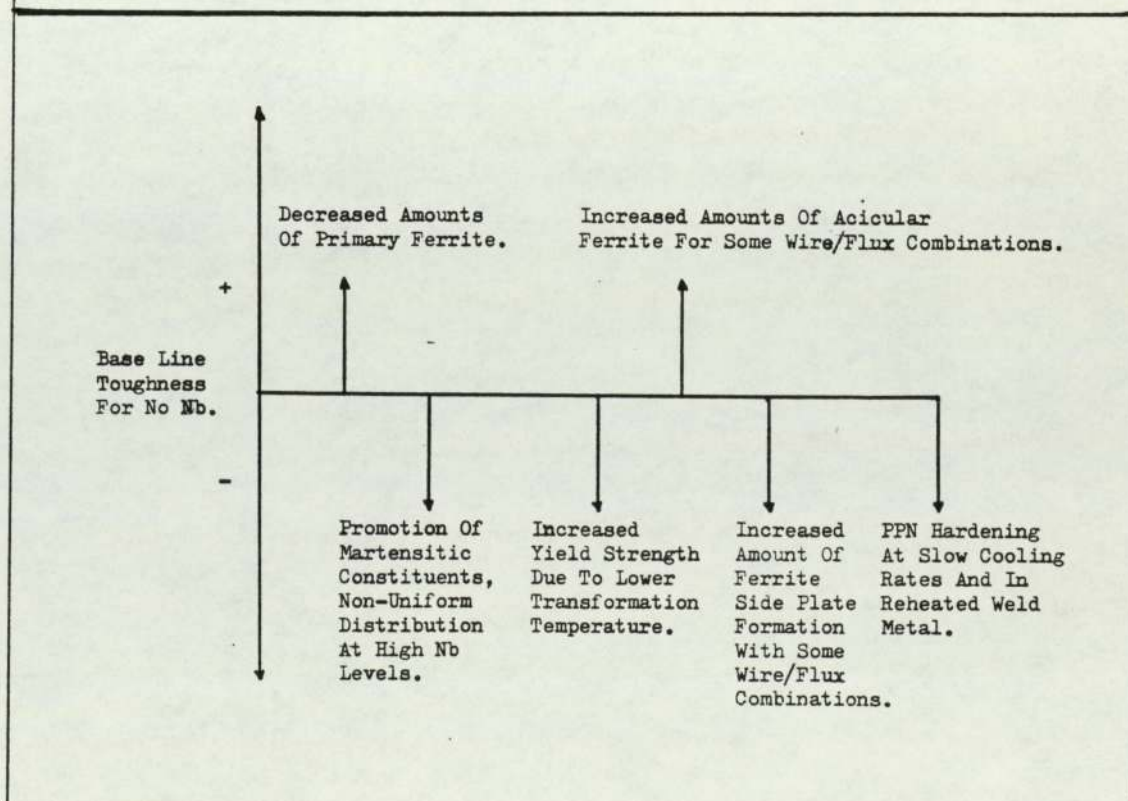 Decreased Amounts
Of Primary Ferrite.
Increased Amounts Of Acicular
Ferrite For Some Wire/Flux Combinations.
+
Base Line
Toughness
For No Nb.
-
Promotion Of
Martensitic
Constituents,
Non-Uniform
Distribution
At High Nb
Levels.
Increased
Yield Strength
Due To Lower
Transformation
Temperature.
Increased
Amount Of
Ferrite
Side Plate
Formation
With Some
Wire/Flux
Combinations.
PPN Hardening
At Slow Cooling
Rates And In
Reheated Weld
Metal.